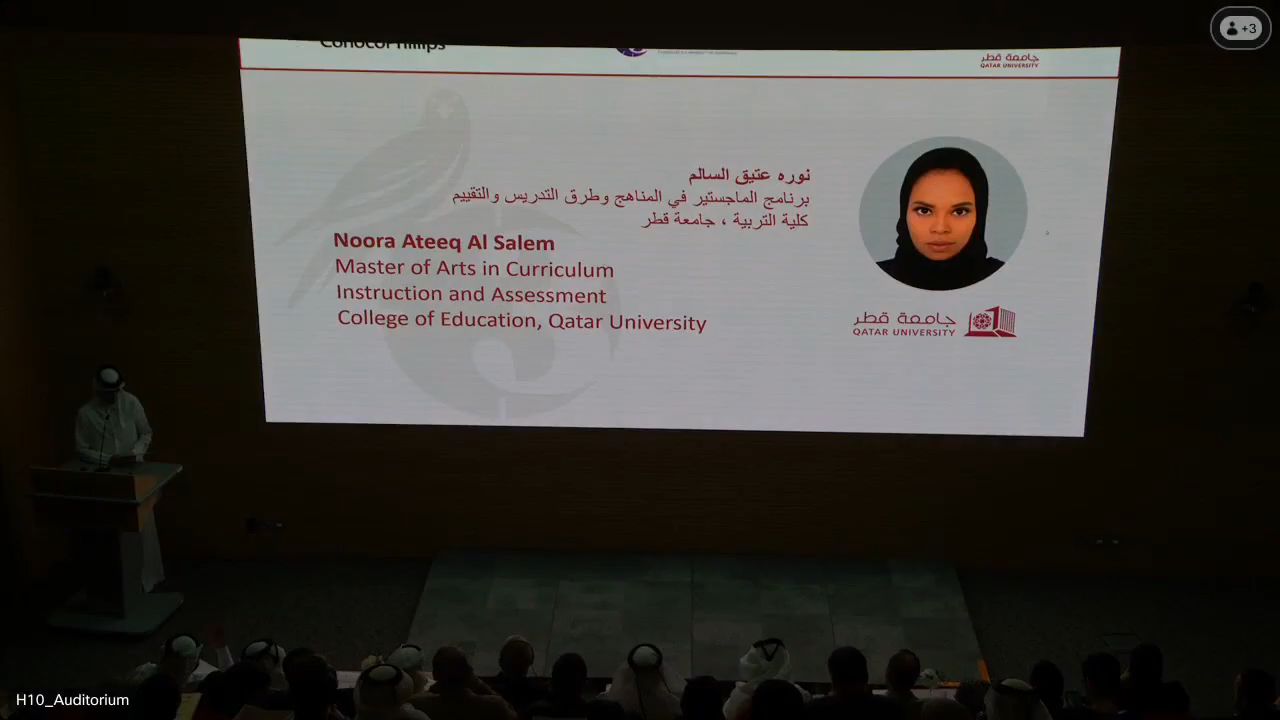 +3
ConocoPhillips
جامعة قطر
QATAR UNIVERSITY
نوره عتيق السالم
برنامج الماجستير في المناهج وطرق التدريس والتقييم
كلية التربية ، جامعة قطر
Noora Ateeq Al Salem
Master of Arts in Curriculum
Instruction and Assessment
College of Education, Qatar University
جامعة قطر
QATAR UNIVERSITY
H10_Auditorium